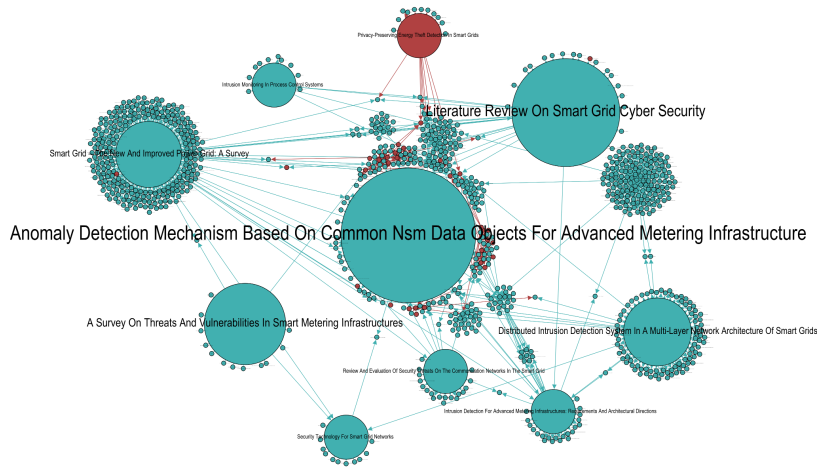 Privacy-Preserving Energy Theft Detection In Smart Grids
Intrusion Monitoring In Process Control Systems
Literature Review On Smart Grid Cyber Security
Smart Grid - The New And Improved Power Grid: A Survey
Anomaly Detection Mechanism Based On Common Nsm Data Objects For Advanced Metering Infrastructure
A Survey On Threats And Vulnerabilities In Smart Metering Infrastructures
Distributed Intrusion Detection System In A Multi-Layer Network Architecture Of Smart Grids
Review And Evaluation Of Security Threats On The Communication Networks In The Smart Grid
Intrusion Detection For Advanced Metering Infrastructures: Requirements And Architectural Directions
Security Technology For Smart Grid Networks